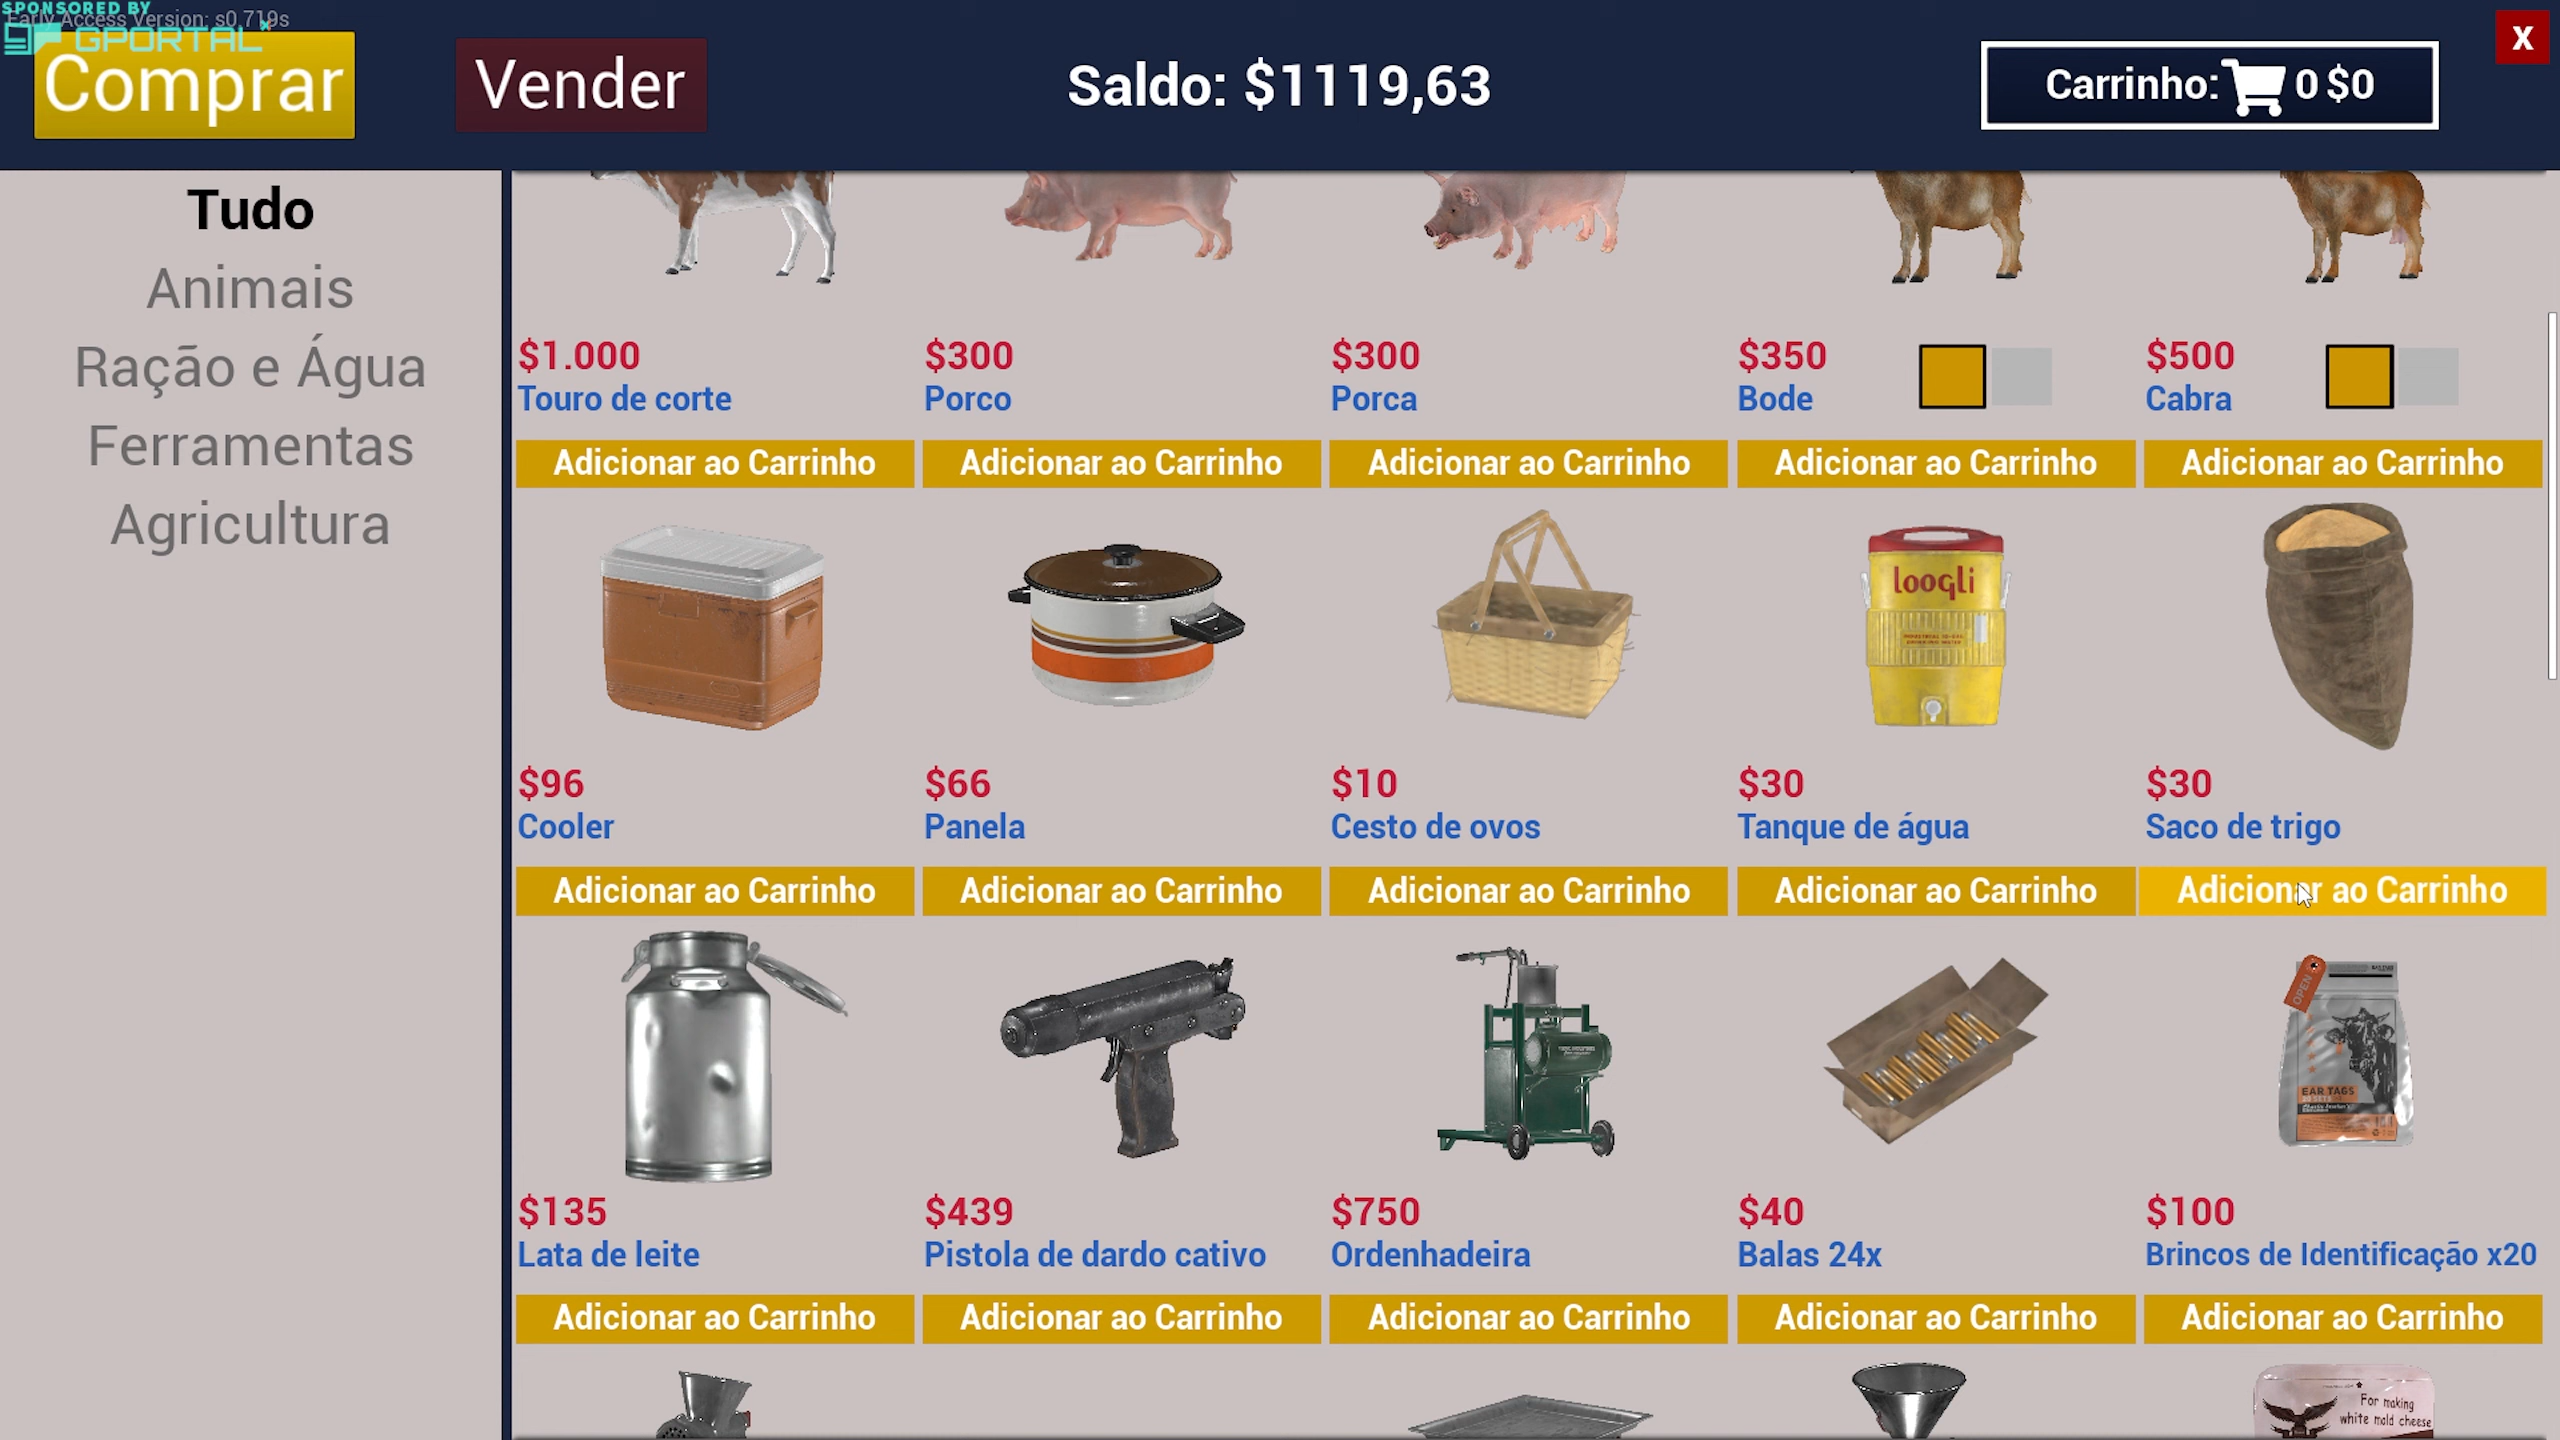 SPONSORED BY
Early Access Version: s0.719s
GPORTAL
Comprar
Vender
Saldo: $1119,63
Carrinho: 0 $0
X
Tudo
Animais
Ração e Água
Ferramentas
Agricultura
$1.000
Touro de corte
Adicionar ao Carrinho
$300
Porco
Adicionar ao Carrinho
$300
Porca
Adicionar ao Carrinho
$350
Bode
Adicionar ao Carrinho
$500
Cabra
Adicionar ao Carrinho
$96
Cooler
Adicionar ao Carrinho
$66
Panela
Adicionar ao Carrinho
$10
Cesto de ovos
Adicionar ao Carrinho
loogli
$30
Tanque de água
Adicionar ao Carrinho
$30
Saco de trigo
Adicionar ao Carrinho
$135
Lata de leite
Adicionar ao Carrinho
$439
Pistola de dardo cativo
Adicionar ao Carrinho
$750
Ordenhadeira
Adicionar ao Carrinho
$40
Balas 24x
Adicionar ao Carrinho
OPEN
EAR TAGS
$100
Brincos de Identificação x20
Adicionar ao Carrinho
For making
white mold cheese